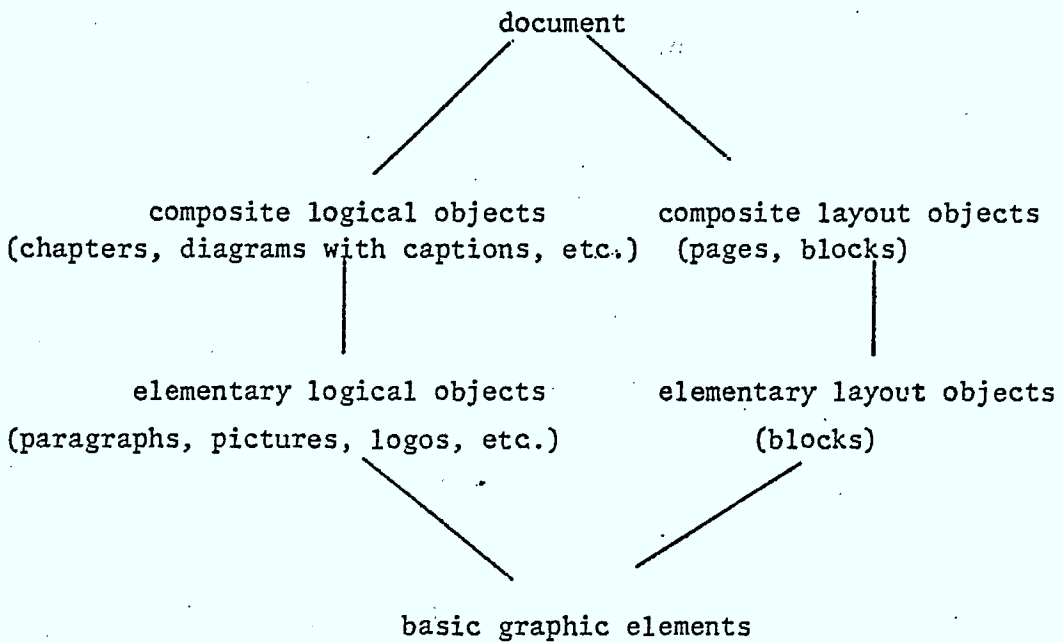 document
composite logical objects
(chapters, diagrams with captions, etc.)
composite layout objects
(pages, blocks)
elementary logical objects
(paragraphs, pictures, logos, etc.)
elementary layout objects
(blocks)
basic graphic elements